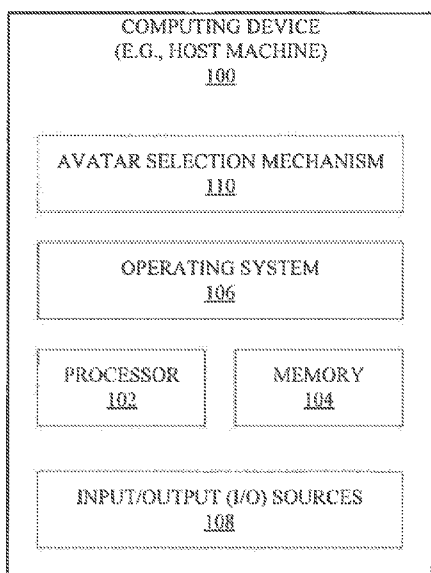 COMPUTING DEVICE
(E.G., HOST MACHINE)
100
AVATAR SELECTION MECHANISM
110
OPERATING SYSTEM
106
PROCESSOR
102
MEMORY
104
INPUT/OUTPUT (I/O) SOURCES
108